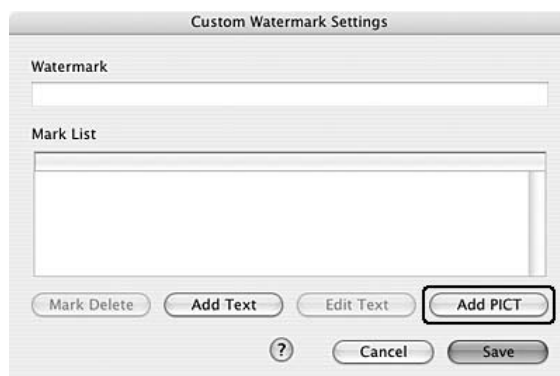 Custom Watermark Settings
Watermark
Mark List
Mark Delete Add Text Edit Text Add PICT
? Cancel Save